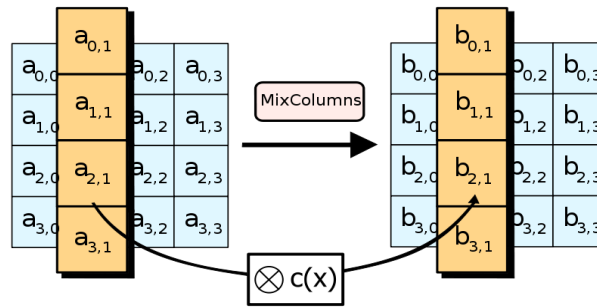 a0,0 a0,1 a0,2 a0,3
a1,0 a1,1 a1,2 a1,3
a2,0 a2,1 a2,2 a2,3
a3,0 a3,1 a3,2 a3,3
MixColumns
b0,0 b0,1 b0,2 b0,3
b1,0 b1,1 b1,2 b1,3
b2,0 b2,1 b2,2 b2,3
b3,0 b3,1 b3,2 b3,3
⊗ c(x)